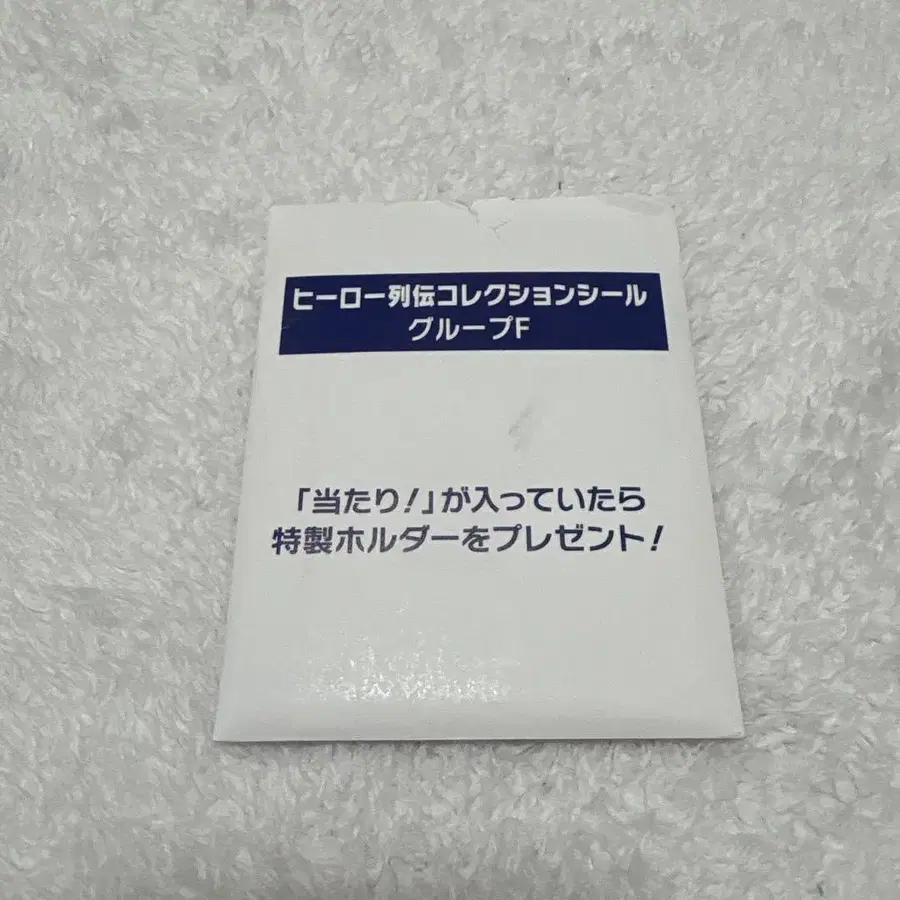 ヒーロー列伝コレクションシール
グループF
「当たり!」が入っていたら
特製ホルダーをプレゼント!